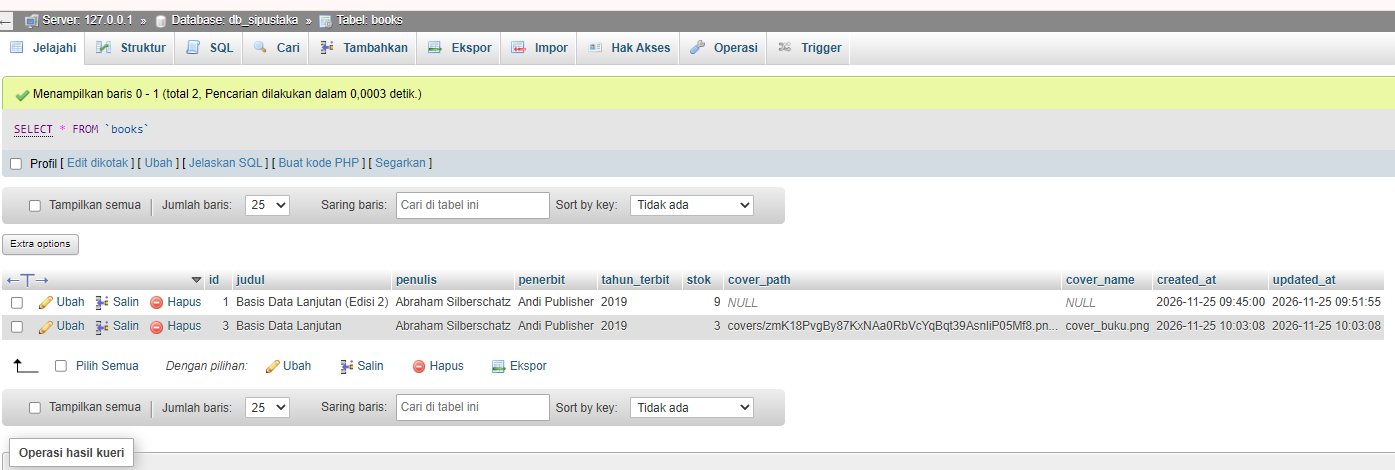 Server: 127.0.0.1 » Database: db_sipustaka » Tabel: books
Jelajahi Struktur SQL Cari Tambahkan Ekspor Impor Hak Akses Operasi Trigger
Menampilkan baris 0 - 1 (total 2, Pencarian dilakukan dalam 0,0003 detik.)
SELECT * FROM `books`
Profil [ Edit dikotak ] [ Ubah ] [ Jelaskan SQL ] [ Buat kode PHP ] [ Segarkan ]
Tampilkan semua Jumlah baris: 25 Saring baris: Cari di tabel ini Sort by key: Tidak ada
Extra options
id judul penulis penerbit tahun_terbit stok cover_path cover_name created_at updated_at
Ubah Salin Hapus 1 Basis Data Lanjutan (Edisi 2) Abraham Silberschatz Andi Publisher 2019 9 NULL NULL 2026-11-25 09:45:00 2026-11-25 09:51:55
Ubah Salin Hapus 3 Basis Data Lanjutan Abraham Silberschatz Andi Publisher 2019 3 covers/zmK18PvgBy87KxNAa0RbVcYqBqt39AsnliP05Mf8.pn... cover_buku.png 2026-11-25 10:03:08 2026-11-25 10:03:08
Pilih Semua Dengan pilihan: Ubah Salin Hapus Ekspor
Tampilkan semua Jumlah baris: 25 Saring baris: Cari di tabel ini Sort by key: Tidak ada
Operasi hasil kueri